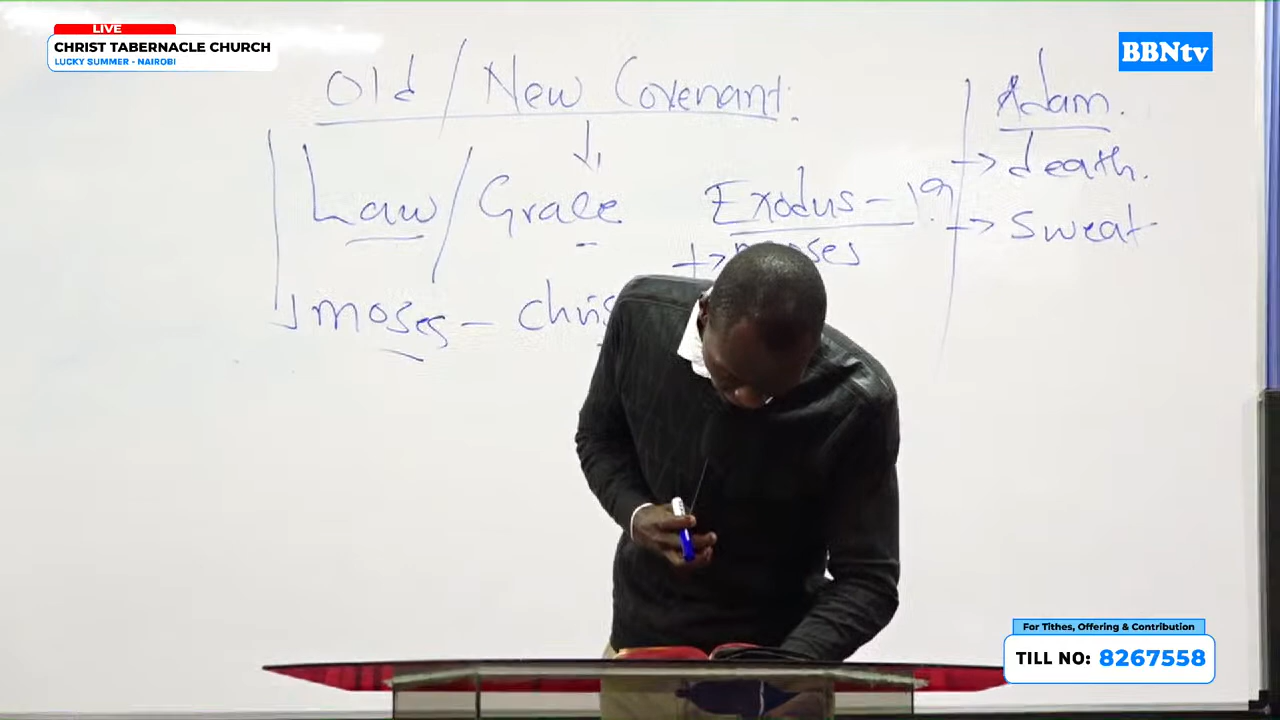 LIVE
CHRIST TABERNACLE CHURCH
LUCKY SUMMER - NAIROBI
BBNtv
Old / New Covenant.
Law / Grace
Moses - Chris
Exodus - 19
moses
Adam.
→ death.
→ Sweat
For Tithes, Offering & Contribution
TILL NO: 8267558